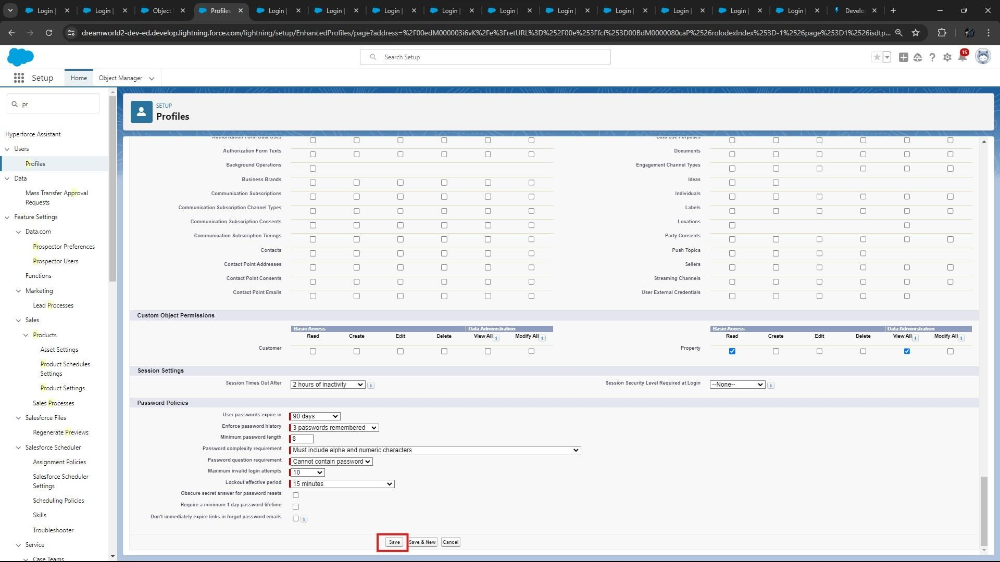 Login |
Login |
Object
Profiles
Login |
Login |
Login |
Login |
Login |
Login |
Login |
Login |
Login |
Login |
Develo
dreamworld2-dev-ed.develop.lightning.force.com/lightning/setup/EnhancedProfiles/page?address=%2F00edM000003i6vK%2Fe%3FretURL%3D%252F00e%253Ffcf%253D00BdM0000080caP%2526rolodexIndex%253D-1%2526page%253D1%2526isdtp...
Search Setup
15
Setup
Home
Object Manager
pr
Hyperforce Assistant
Users
Profiles
Data
Mass Transfer Approval
Requests
Feature Settings
Data.com
Prospector Preferences
Prospector Users
Functions
Marketing
Lead Processes
Sales
Products
Asset Settings
Product Schedules
Settings
Product Settings
Sales Processes
Salesforce Files
Regenerate Previews
Salesforce Scheduler
Assignment Policies
Salesforce Scheduler
Settings
Scheduling Policies
Skills
Troubleshooter
Service
Case Teams
SETUP
Profiles
Authorization Form Data Uses
Data Use Purposes
Authorization Form Texts
Documents
Background Operations
Engagement Channel Types
Business Brands
Ideas
Communication Subscriptions
Individuals
Communication Subscription Channel Types
Labels
Communication Subscription Consents
Locations
Communication Subscription Timings
Party Consents
Contacts
Push Topics
Contact Point Addresses
Sellers
Contact Point Consents
Streaming Channels
Contact Point Emails
User External Credentials
Custom Object Permissions
Basic Access Data Administration
Read Create Edit Delete View All i Modify All i
Customer
Basic Access Data Administration
Read Create Edit Delete View All i Modify All i
Property
Session Settings
Session Times Out After 2 hours of inactivity i
Session Security Level Required at Login --None-- i
Password Policies
User passwords expire in 90 days
Enforce password history 3 passwords remembered
Minimum password length 8
Password complexity requirement Must include alpha and numeric characters
Password question requirement Cannot contain password
Maximum invalid login attempts 10
Lockout effective period 15 minutes
Obscure secret answer for password resets
Require a minimum 1 day password lifetime
Don't immediately expire links in forgot password emails i
Save Save & New Cancel